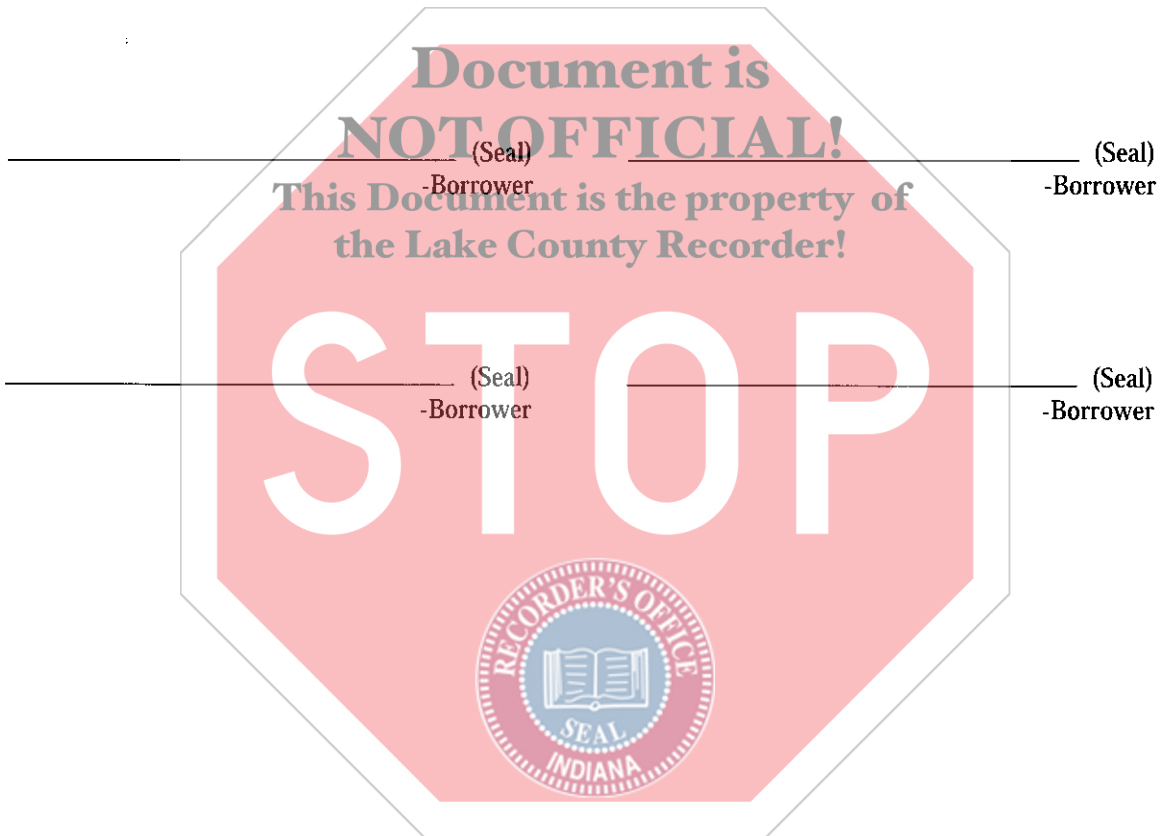 Document is
NOT OFFICIAL!
(Seal) (Seal)
-Borrower -Borrower
This Document is the property of
the Lake County Recorder!
STOP
(Seal) (Seal)
-Borrower -Borrower
RECORDER'S OFFICE
SEAL
INDIANA